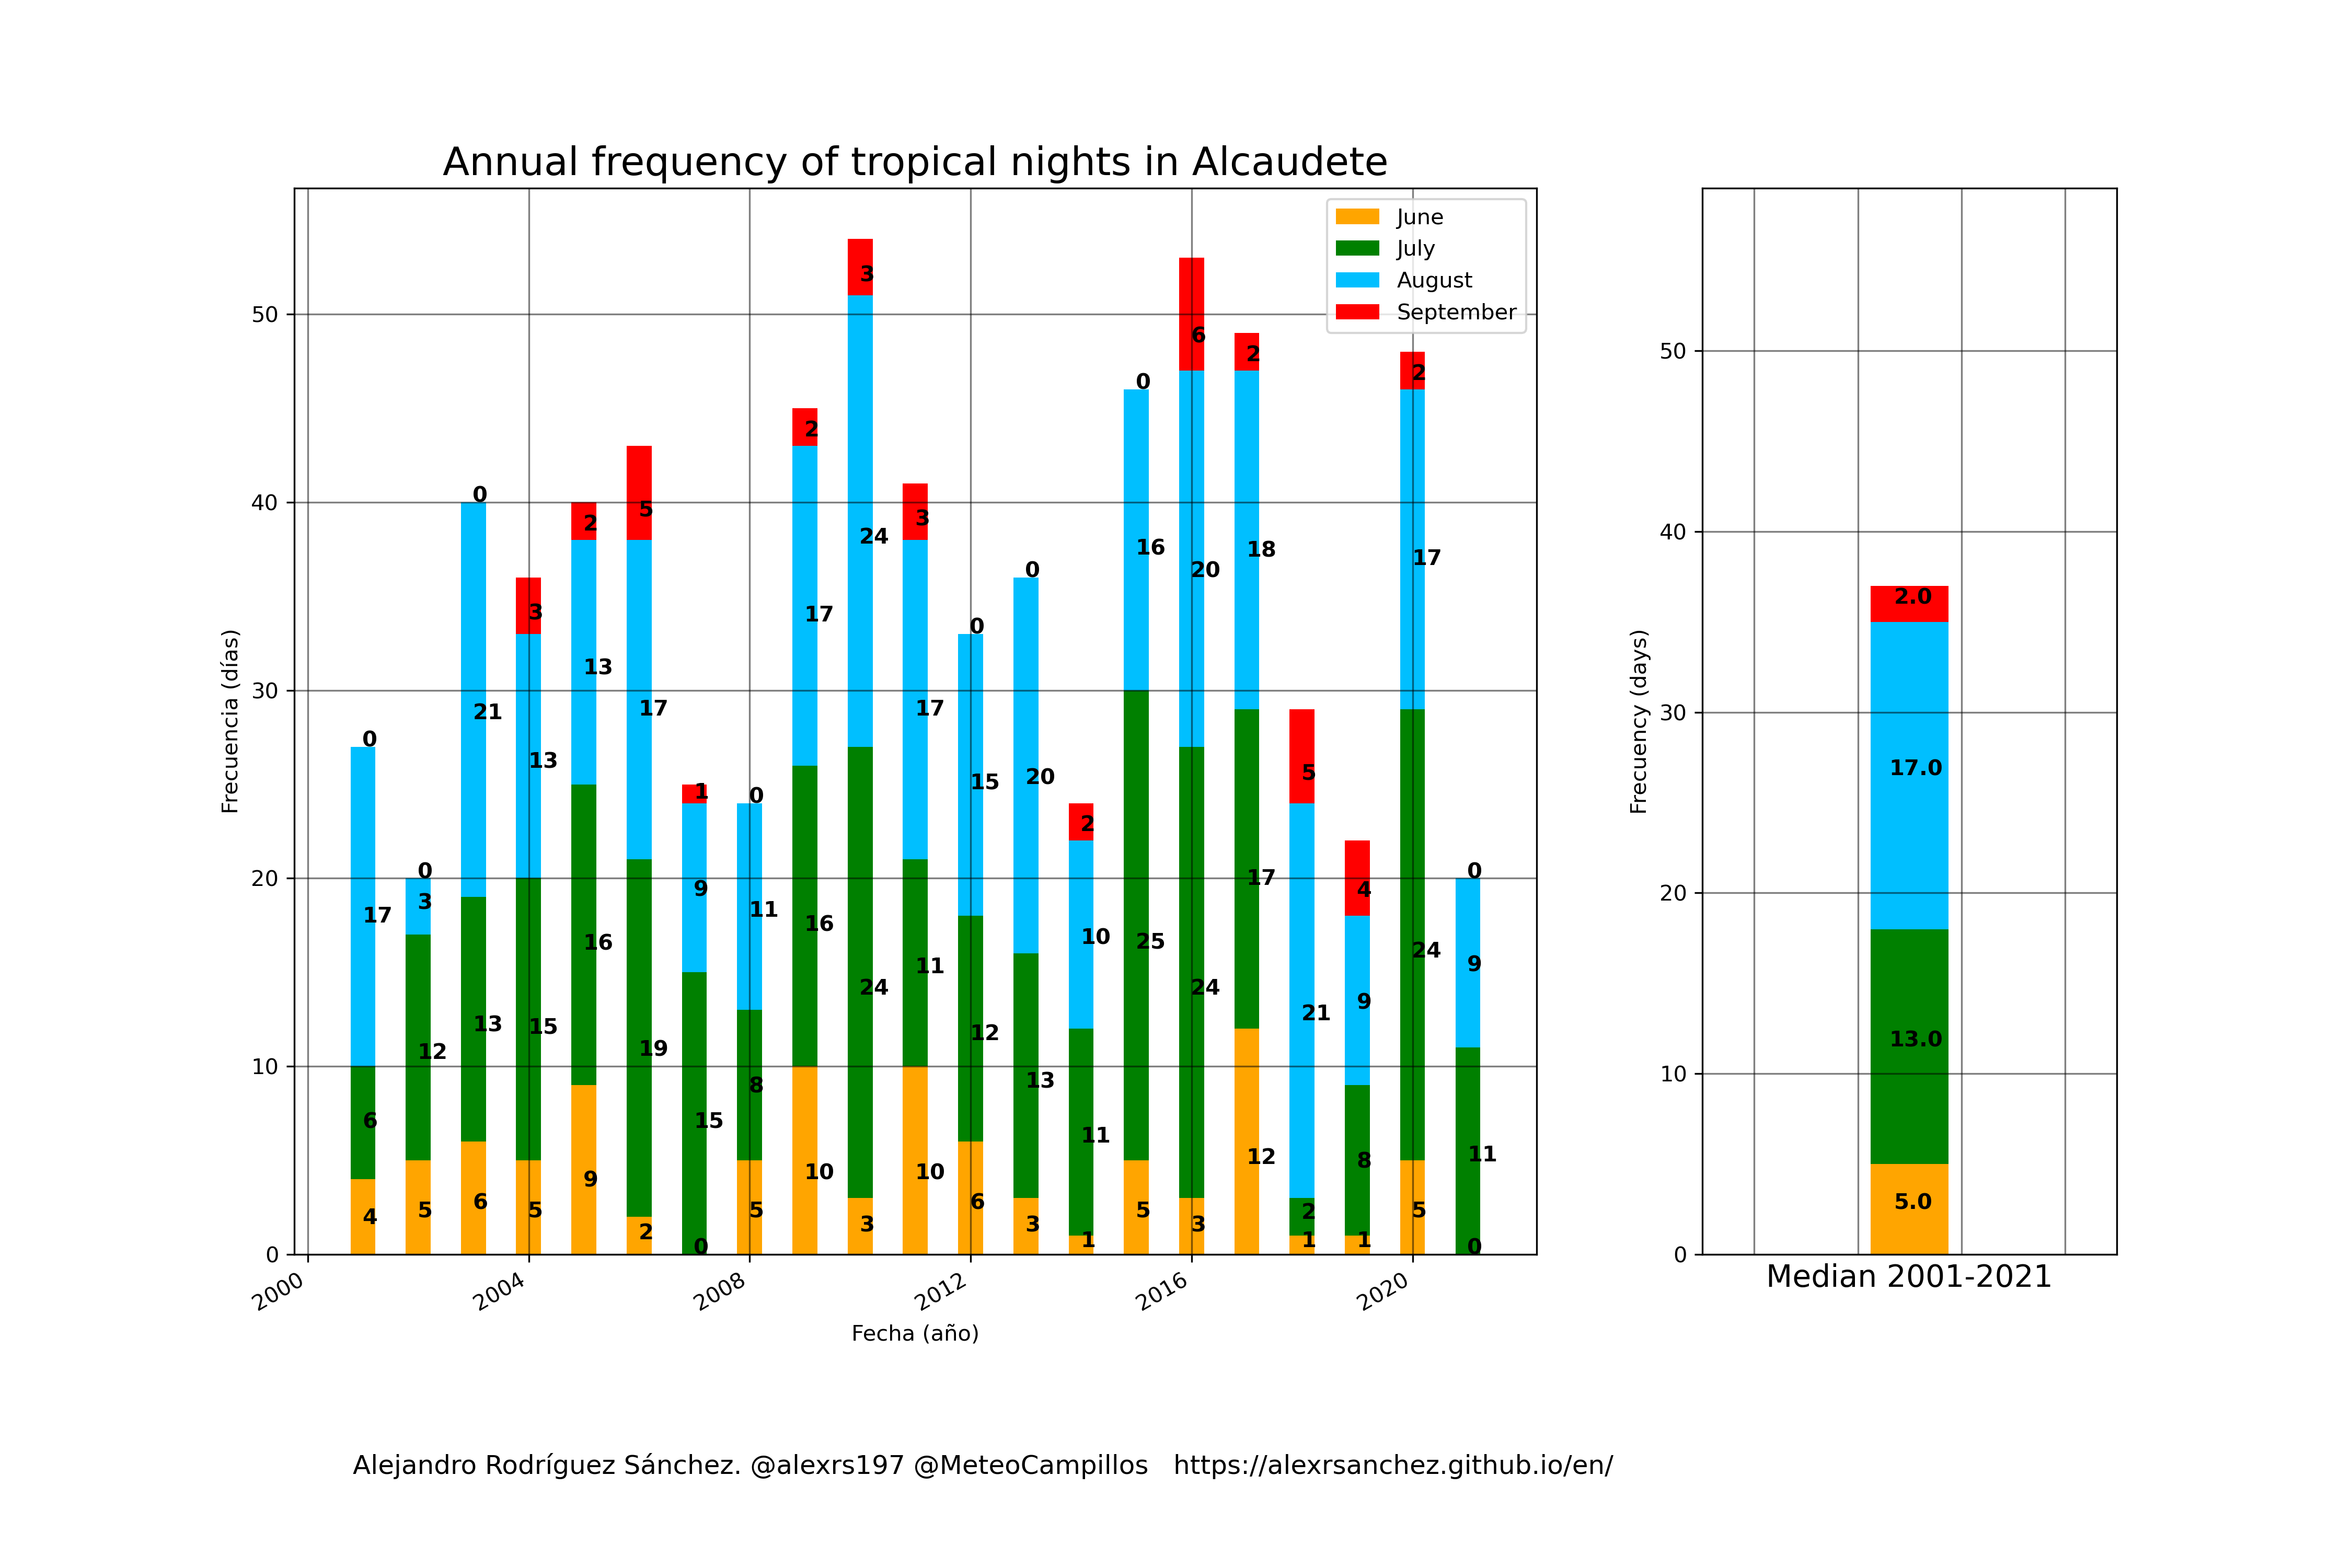 Annual frequency of tropical nights in Alcaudete
June
July
August
September
Frecuencia (días)
50
40
30
20
10
0
0 0 0 3 2 5 1 0 2 3 3 0 0 2 0 6 2 5 4 2 0
17 3 21 13 13 17 9 11 17 24 17 15 20 10 16 20 18 21 9 17 9
6 12 13 15 16 19 15 8 16 24 11 12 13 11 25 24 17 2 8 24 11
4 5 6 5 9 2 0 5 10 3 10 6 3 1 5 3 12 1 1 5 0
2000 2004 2008 2012 2016 2020
Fecha (año)
Frecuency (days)
50
40
30
20
10
0
2.0
17.0
13.0
5.0
Median 2001-2021
Alejandro Rodríguez Sánchez. @alexrs197 @MeteoCampillos https://alexrsanchez.github.io/en/